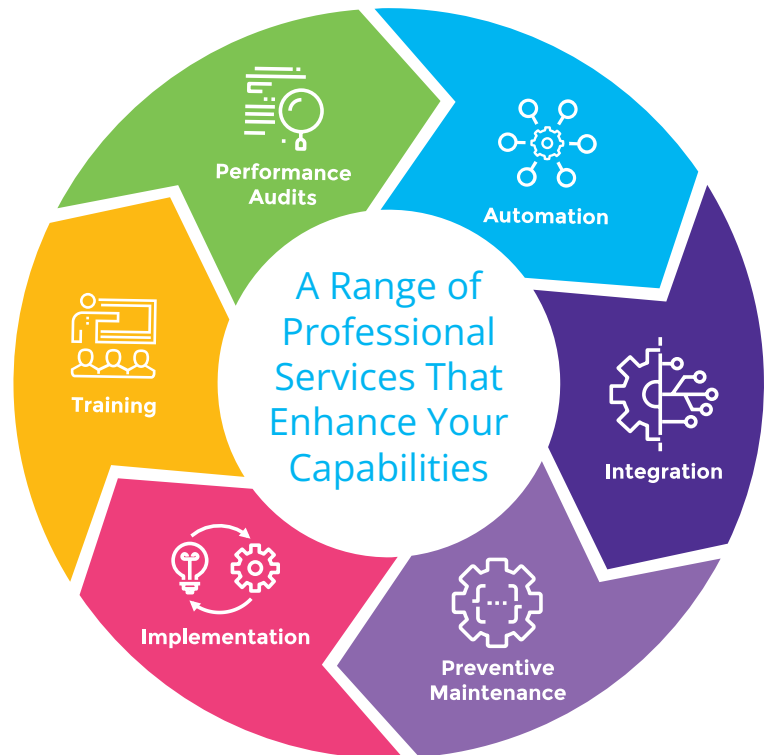 Performance
Audits
Automation
Integration
Preventive
Maintenance
Implementation
Training
A Range of
Professional
Services That
Enhance Your
Capabilities
{...}